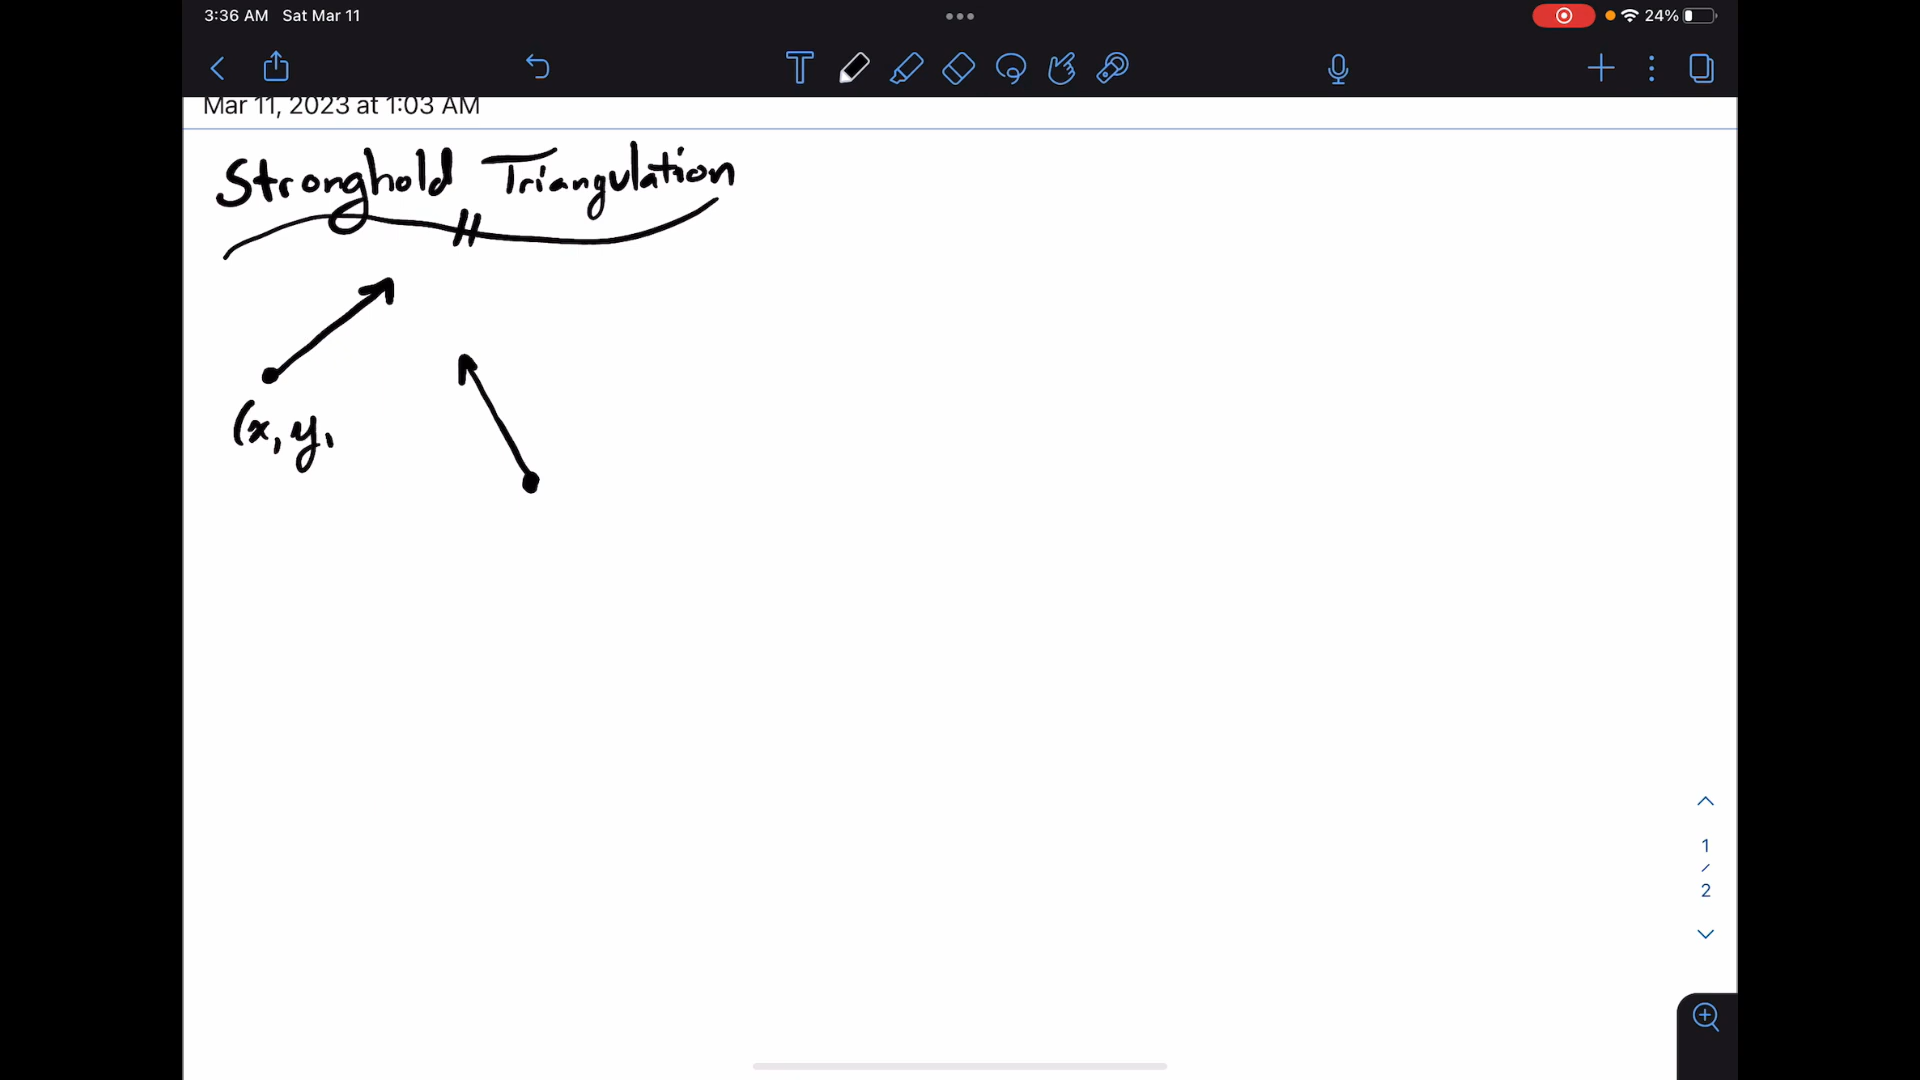 3:36 AM Sat Mar 11
24%
Mar 11, 2023 at 1:03 AM
Stronghold Triangulation
(x, y,
1
/
2